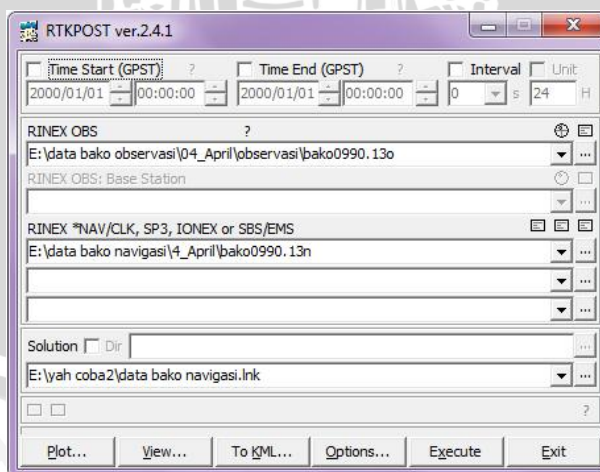 RTKPOST ver.2.4.1
Time Start (GPST) ? Time End (GPST) ? Interval Unit
2000/01/01 00:00:00 2000/01/01 00:00:00 0 s 24 H
RINEX OBS ?
E:\data bako observasi\04_April\observasi\bako0990.13o
RINEX OBS: Base Station
RINEX *NAV/CLK, SP3, IONEX or SBS/EMS
E:\data bako navigasi\4_April\bako0990.13n
Solution Dir
E:\yah coba2\data bako navigasi.lnk
?
Plot... View... To KML... Options... Execute Exit